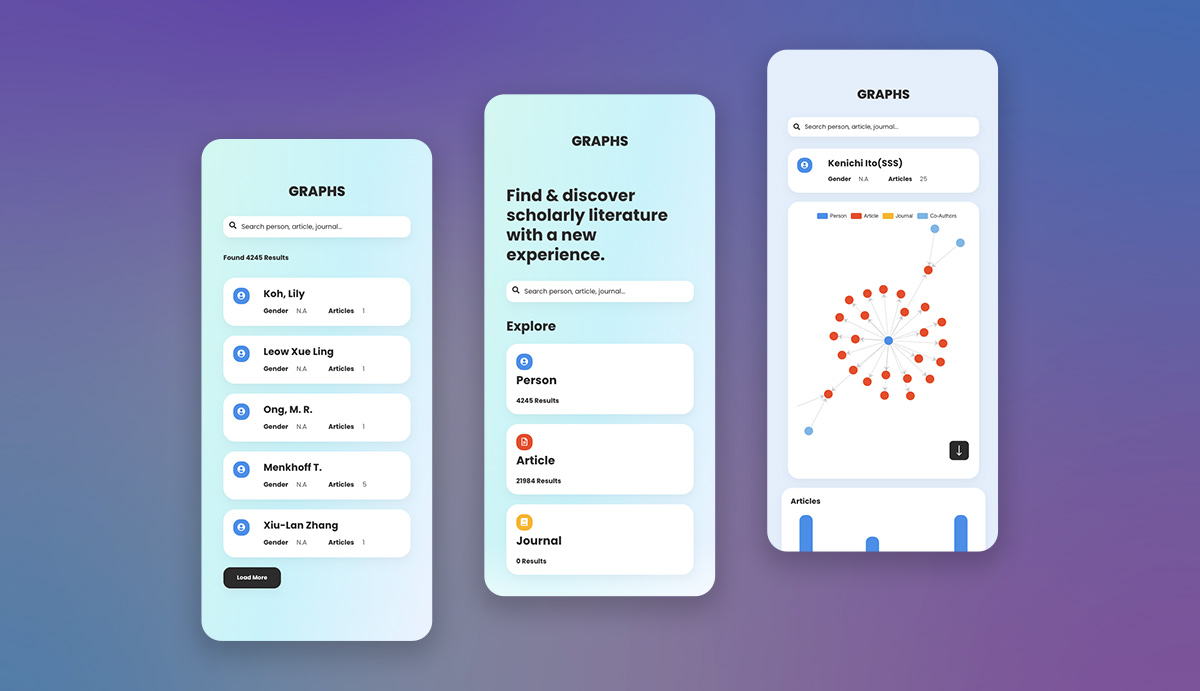 GRAPHS
Search person, article, journal...
Found 4245 Results
Koh, Lily
Gender N.A Articles 1
Leow Xue Ling
Gender N.A Articles 1
Ong, M. R.
Gender N.A Articles 1
Menkhoff T.
Gender N.A Articles 5
Xiu-Lan Zhang
Gender N.A Articles 1
Load More
GRAPHS
Find & discover
scholarly literature
with a new
experience.
Search person, article, journal...
Explore
Person
4245 Results
Article
21984 Results
Journal
0 Results
GRAPHS
Search person, article, journal...
Kenichi Ito(SSS)
Gender N.A Articles 25
Person Article Journal Co-Authors
Articles